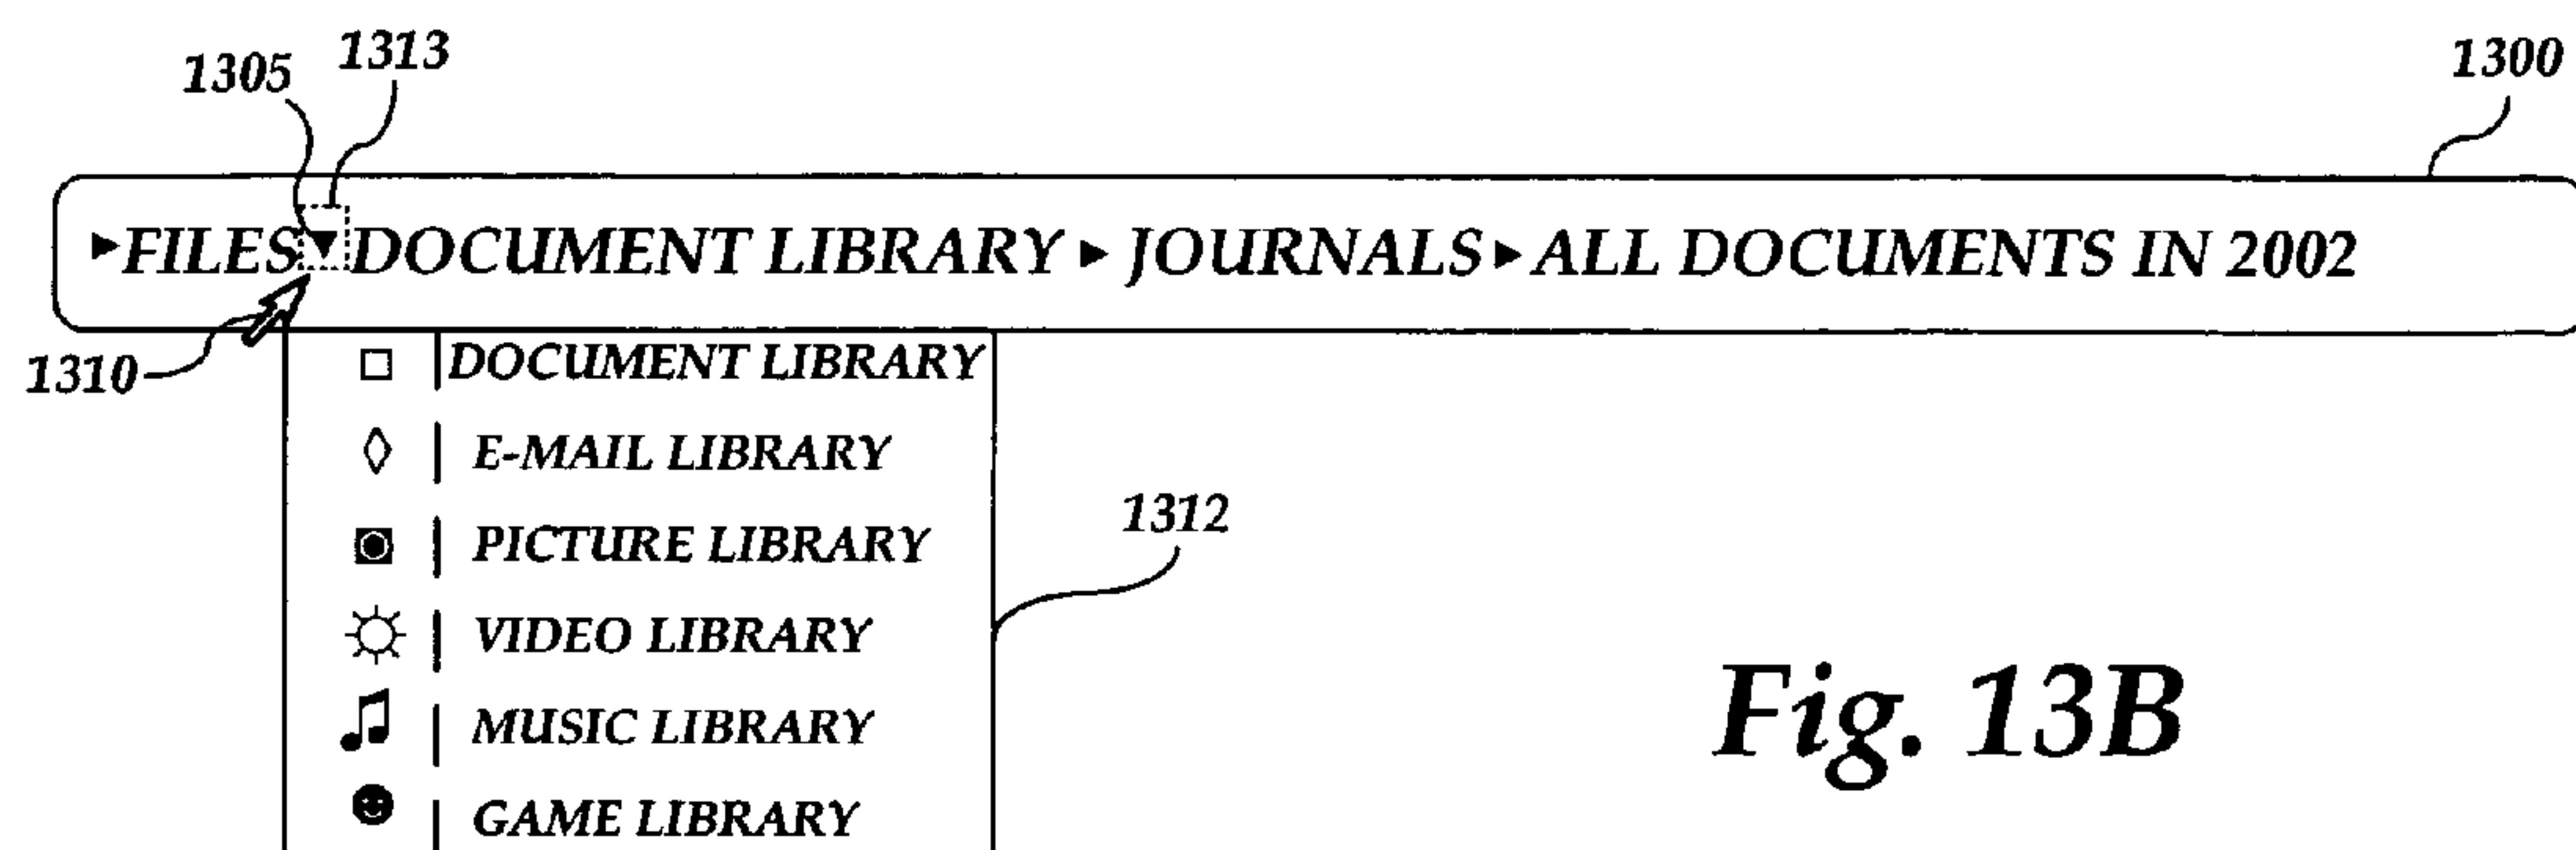 1305 1313 1300
▶FILES▼DOCUMENT LIBRARY▶JOURNALS▶ALL DOCUMENTS IN 2002
1310
DOCUMENT LIBRARY
E-MAIL LIBRARY
PICTURE LIBRARY
1312
VIDEO LIBRARY
MUSIC LIBRARY
GAME LIBRARY
Fig. 13B